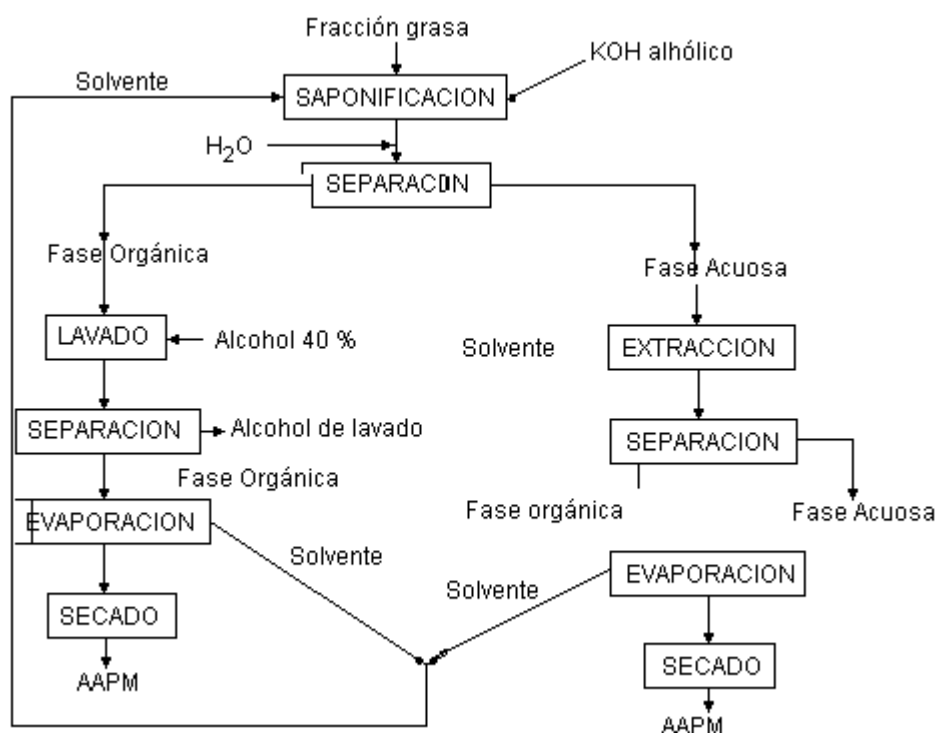 Fracción grasa
KOH alhólico
Solvente
SAPONIFICACION
H2O
SEPARACIN
Fase Orgánica
Fase Acuosa
LAVADO
Alcohol 40 %
Solvente
EXTRACCION
SEPARACION
Alcohol de lavado
SEPARACION
Fase Orgánica
Fase orgánica
Fase Acuosa
EVAPORACION
Solvente
EVAPORACION
Solvente
SECADO
SECADO
AAPM
AAPM